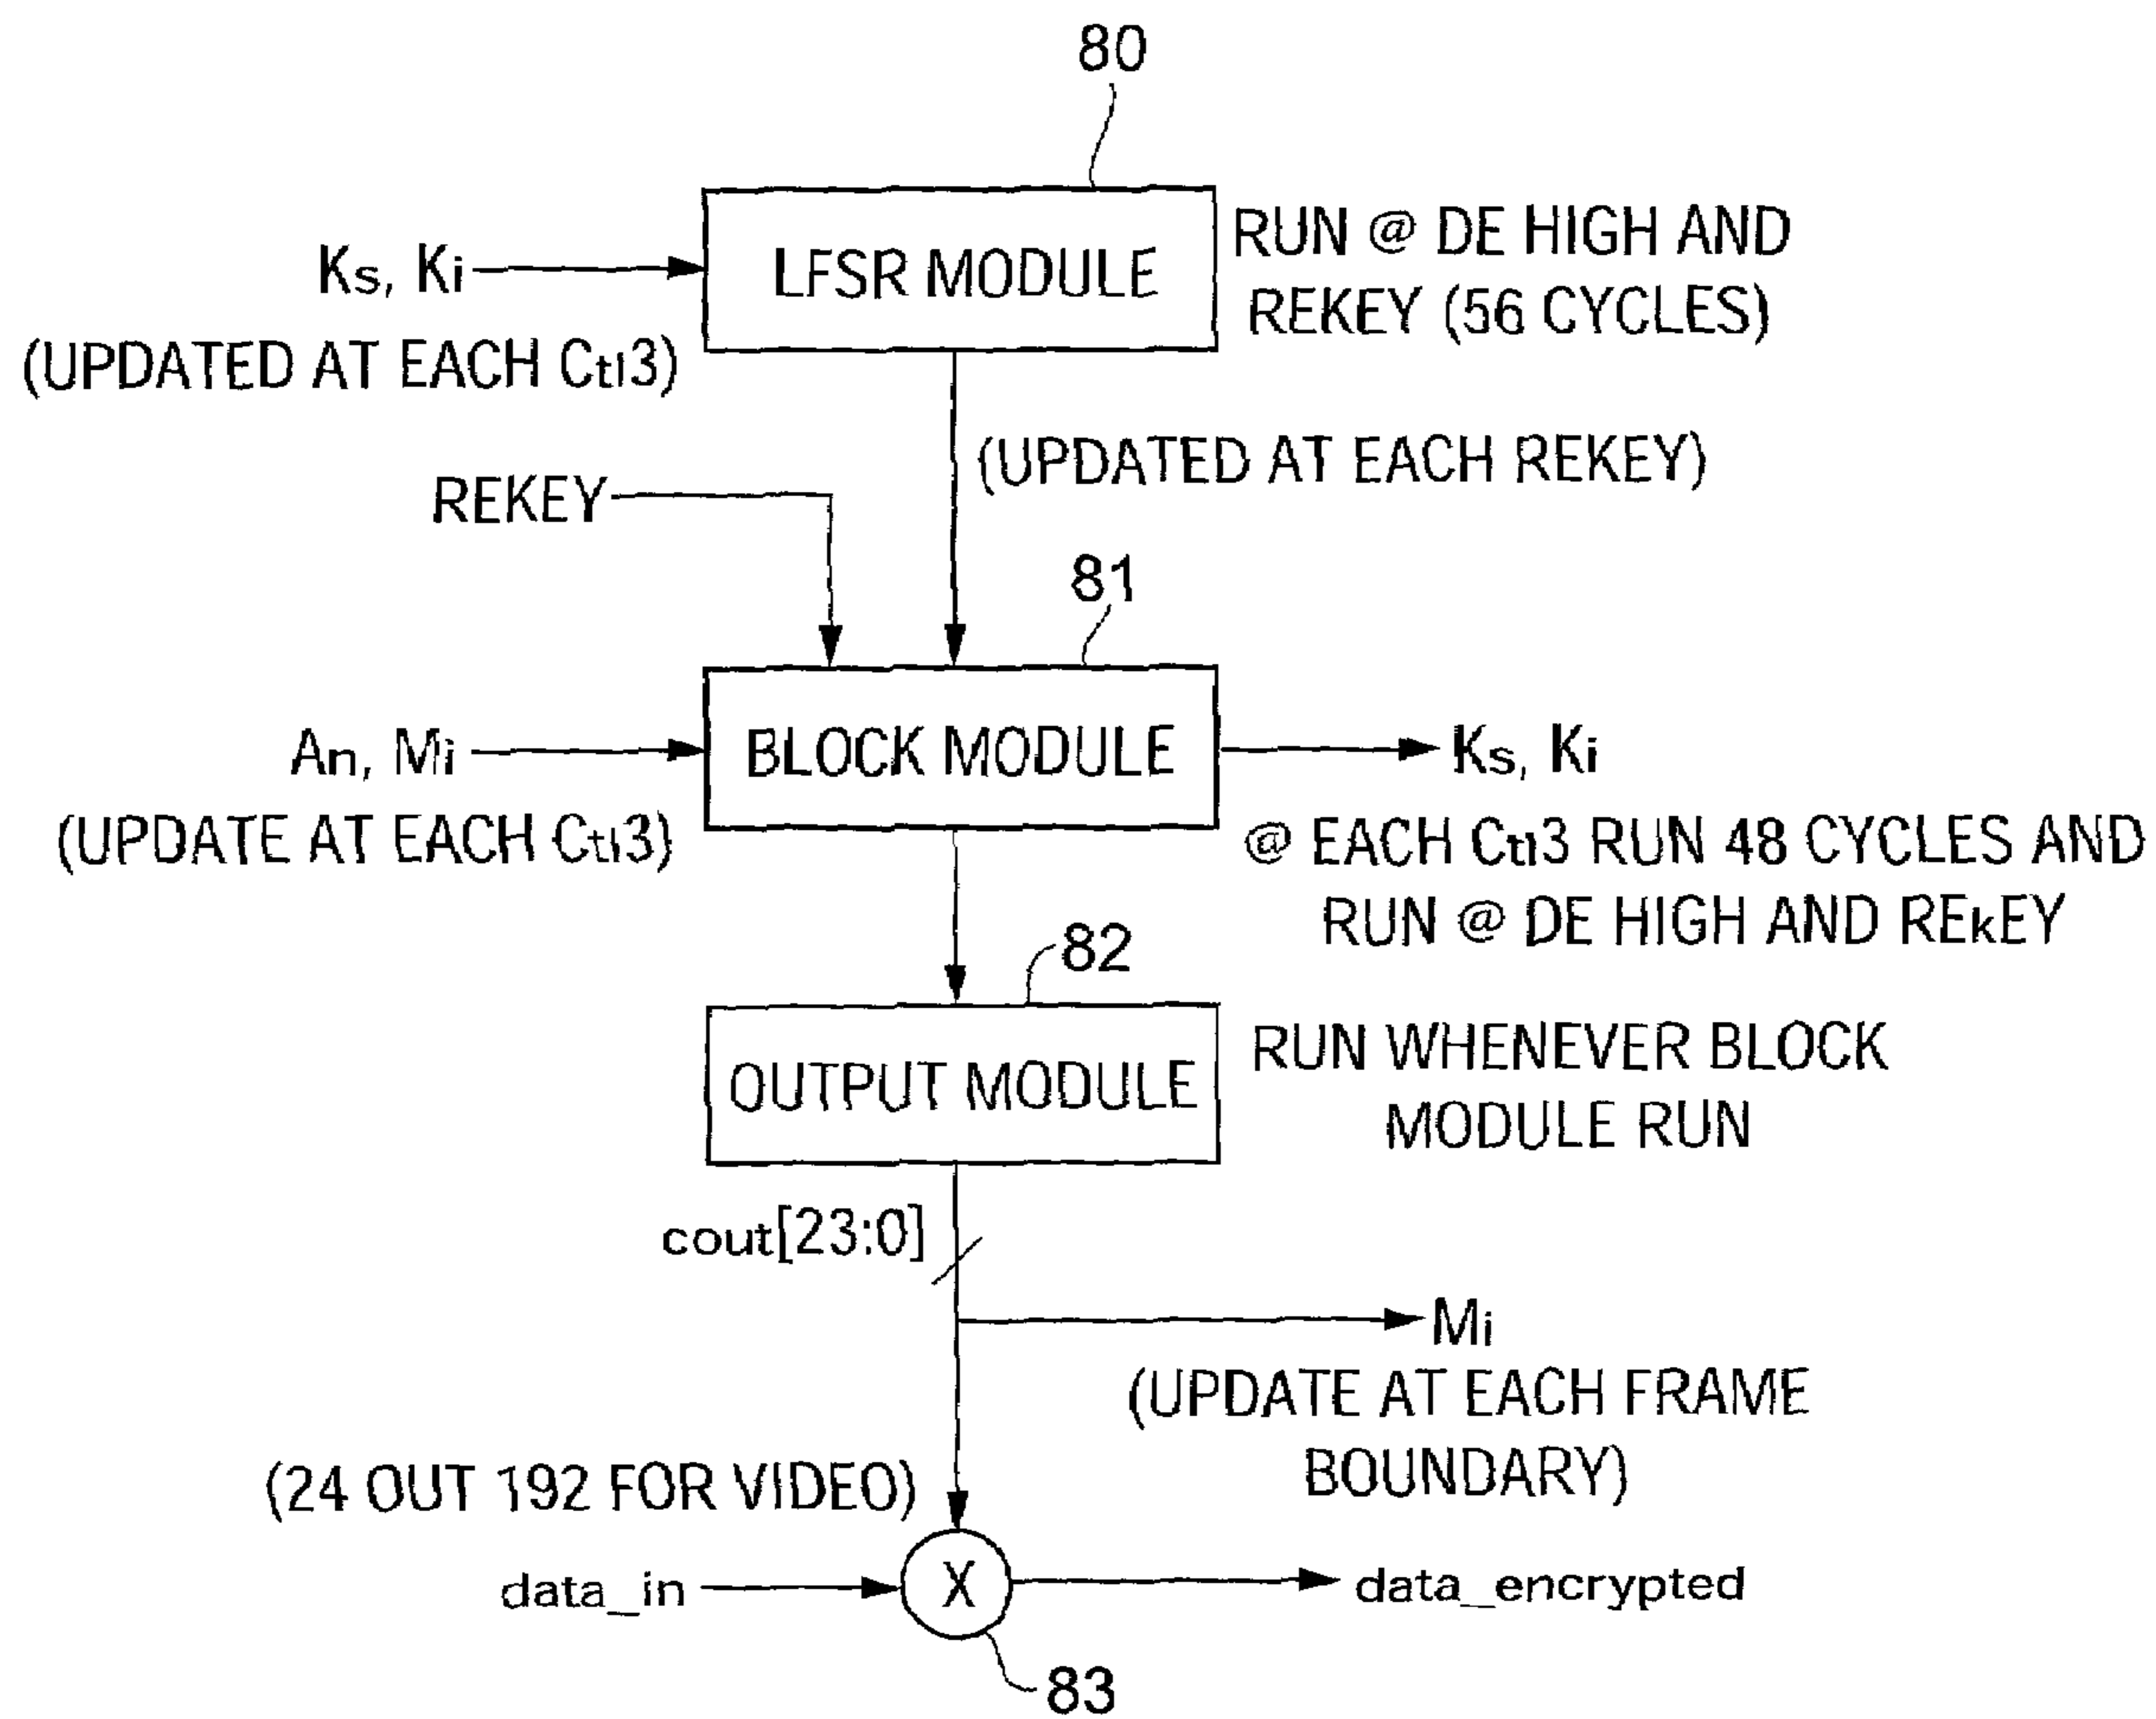 80
LFSR MODULE
RUN @ DE HIGH AND
REKEY (56 CYCLES)
Ks, Ki
(UPDATED AT EACH Ctl3)
(UPDATED AT EACH REKEY)
REKEY
81
An, Mi
(UPDATE AT EACH Ctl3)
BLOCK MODULE
Ks, Ki
@ EACH Ctl3 RUN 48 CYCLES AND
RUN @ DE HIGH AND REkEY
82
OUTPUT MODULE
RUN WHENEVER BLOCK
MODULE RUN
cout[23:0]
Mi
(UPDATE AT EACH FRAME
BOUNDARY)
(24 OUT 192 FOR VIDEO)
data_in
X
data_encrypted
83